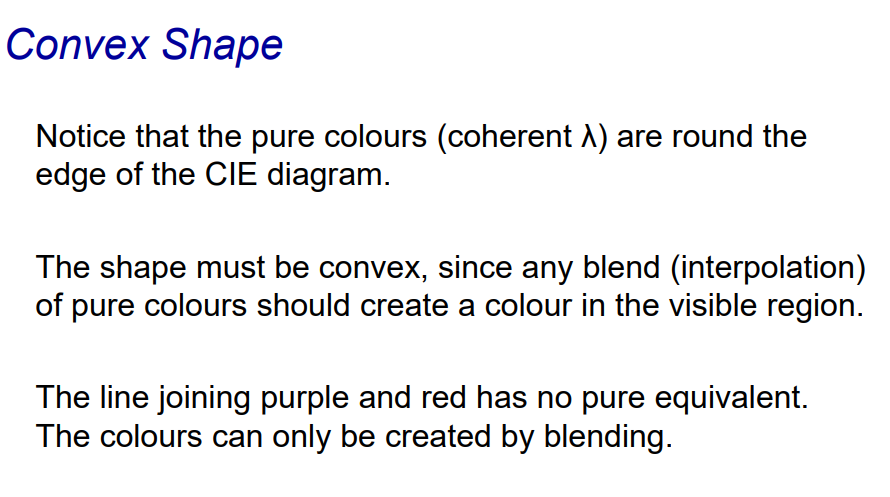 Convex Shape
Notice that the pure colours (coherent λ) are round the
edge of the CIE diagram.
The shape must be convex, since any blend (interpolation)
of pure colours should create a colour in the visible region.
The line joining purple and red has no pure equivalent.
The colours can only be created by blending.